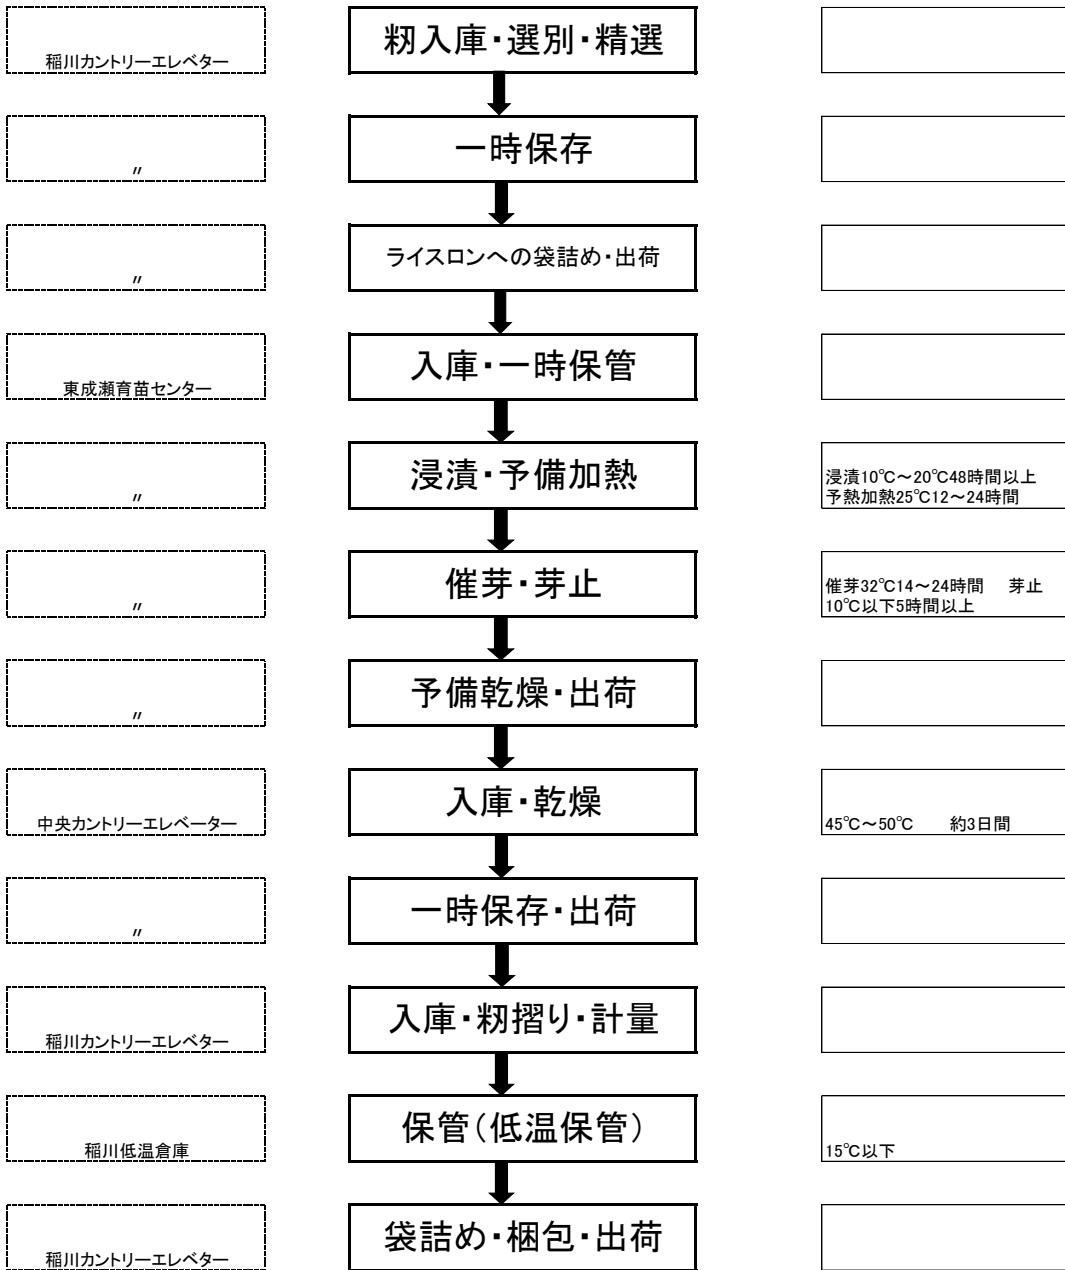 籾入庫・選別・精選
稲川カントリーエレベター
一時保存
〃
ライスロンへの袋詰め・出荷
〃
入庫・一時保管
東成瀬育苗センター
浸漬・予備加熱
〃
浸漬10℃～20℃48時間以上
予熱加熱25℃12～24時間
催芽・芽止
〃
催芽32℃14～24時間　芽止
10℃以下5時間以上
予備乾燥・出荷
〃
入庫・乾燥
中央カントリーエレベーター
45℃～50℃　約3日間
一時保存・出荷
〃
入庫・籾摺り・計量
稲川カントリーエレベター
保管（低温保管）
稲川低温倉庫
15℃以下
袋詰め・梱包・出荷
稲川カントリーエレベター